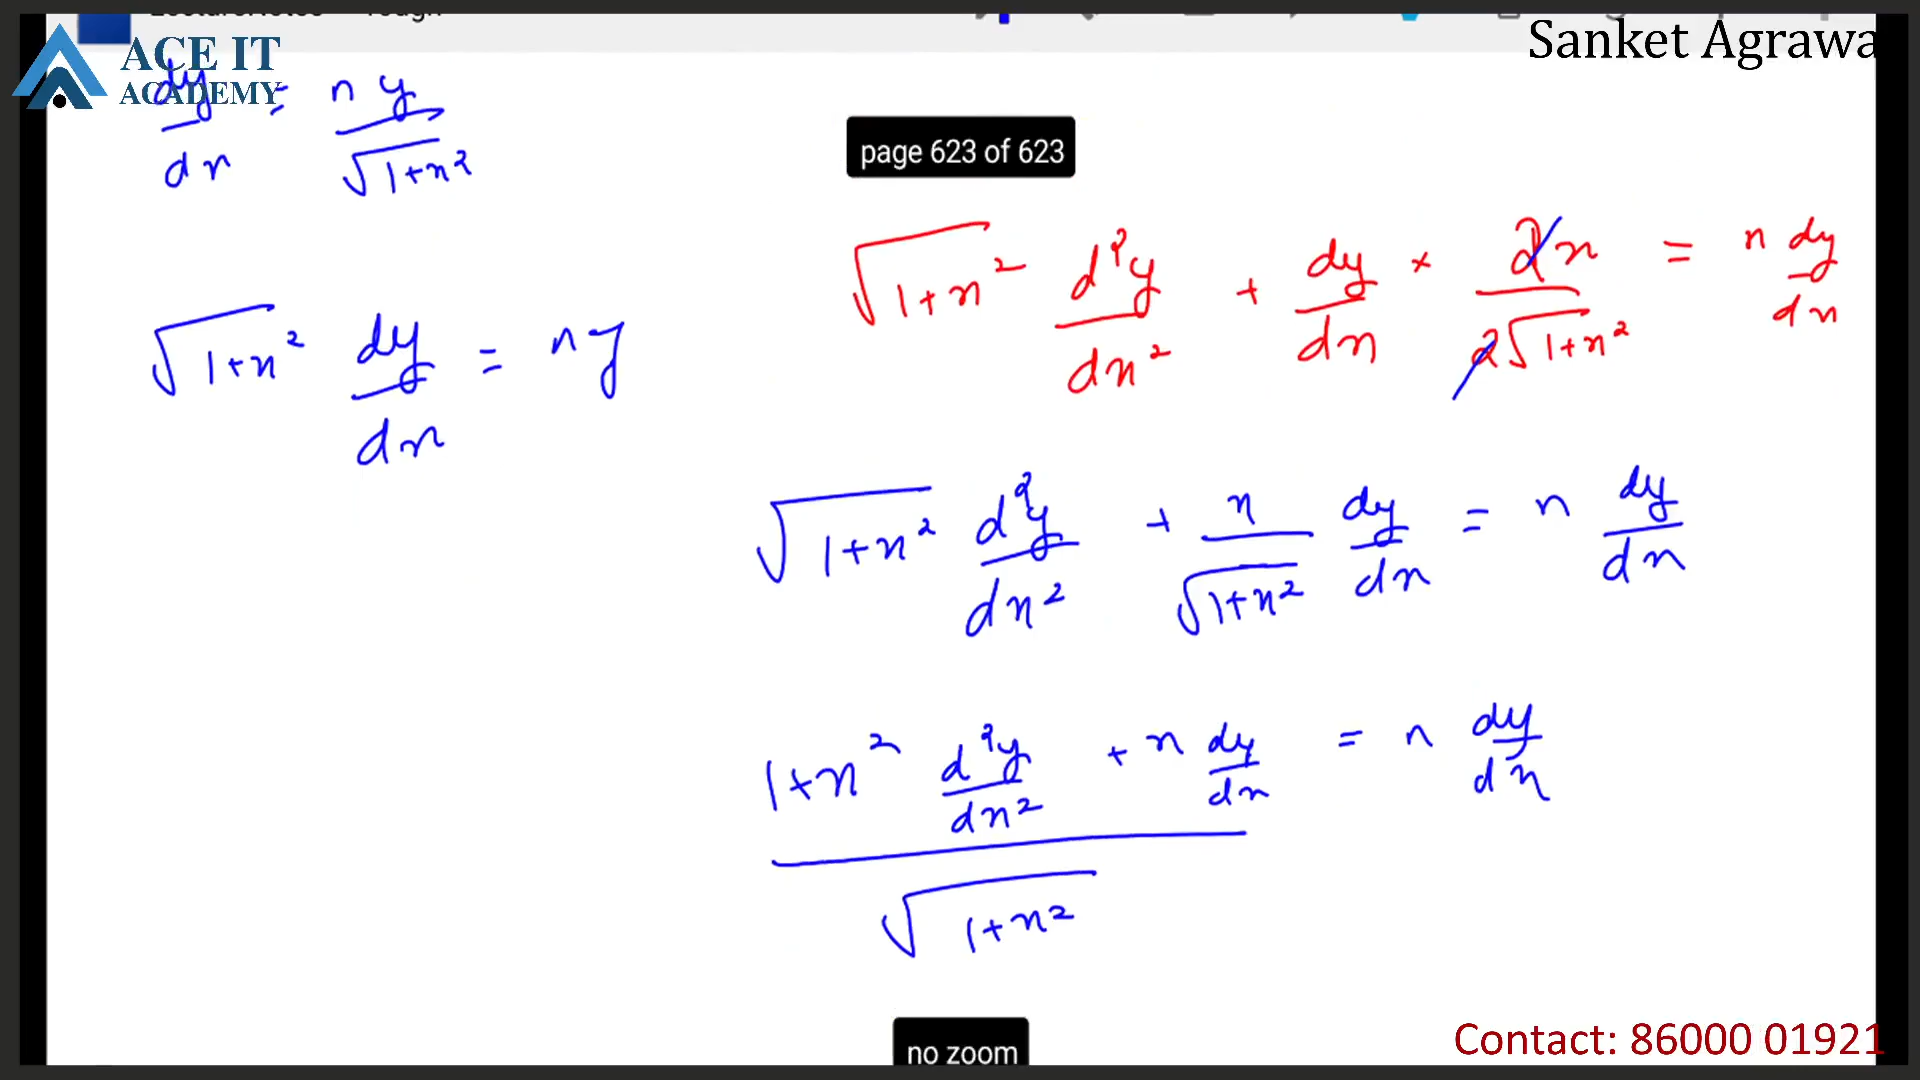 ACE IT
ACADEMY
Sanket Agrawa
dy/dx = ny/√(1+x²)
page 623 of 623
√(1+x²) d²y/dx² + dy/dx × 2x/2√(1+x²) = n dy/dx
√(1+x²) dy/dx = ny
√(1+x²) d²y/dx² + x/√(1+x²) dy/dx = n dy/dx
1+x² d²y/dx² + x dy/dx = n dy/dx
√(1+x²)
no zoom
Contact: 86000 01921